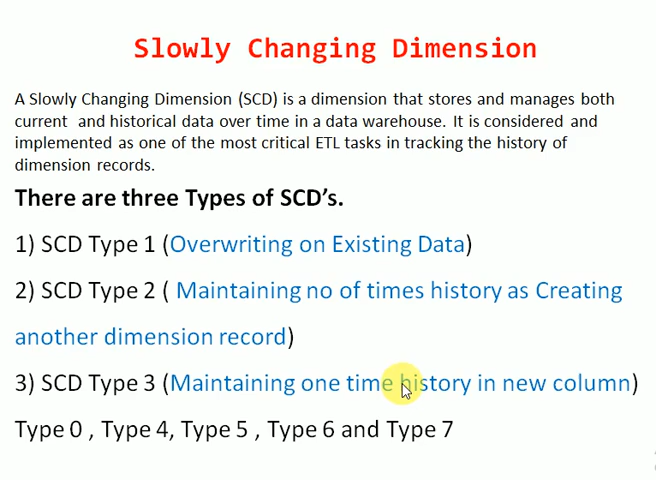 Slowly Changing Dimension
A Slowly Changing Dimension (SCD) is a dimension that stores and manages both
current and historical data over time in a data warehouse. It is considered and
implemented as one of the most critical ETL tasks in tracking the history of
dimension records.
There are three Types of SCD’s.
1) SCD Type 1 (Overwriting on Existing Data)
2) SCD Type 2 ( Maintaining no of times history as Creating
another dimension record)
3) SCD Type 3 (Maintaining one time history in new column)
Type 0 , Type 4, Type 5 , Type 6 and Type 7